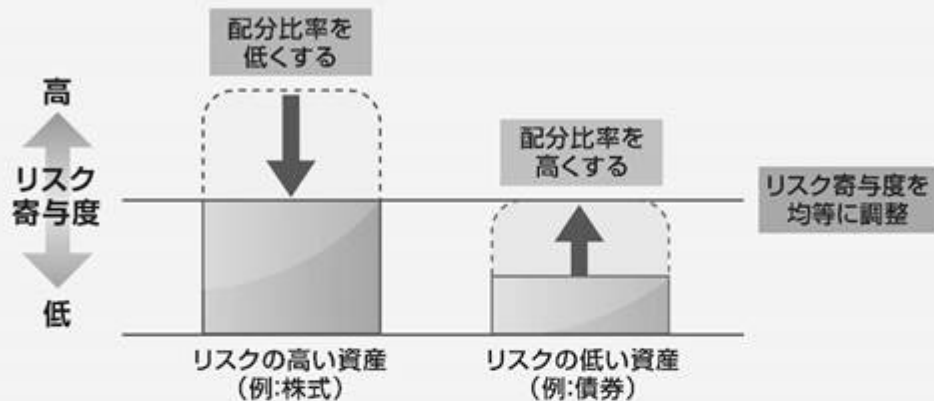 配分比率を
低くする
高
リスク
寄与度
低
配分比率を
高くする
リスク寄与度を
均等に調整
リスクの高い資産
（例:株式）
リスクの低い資産
（例:債券）